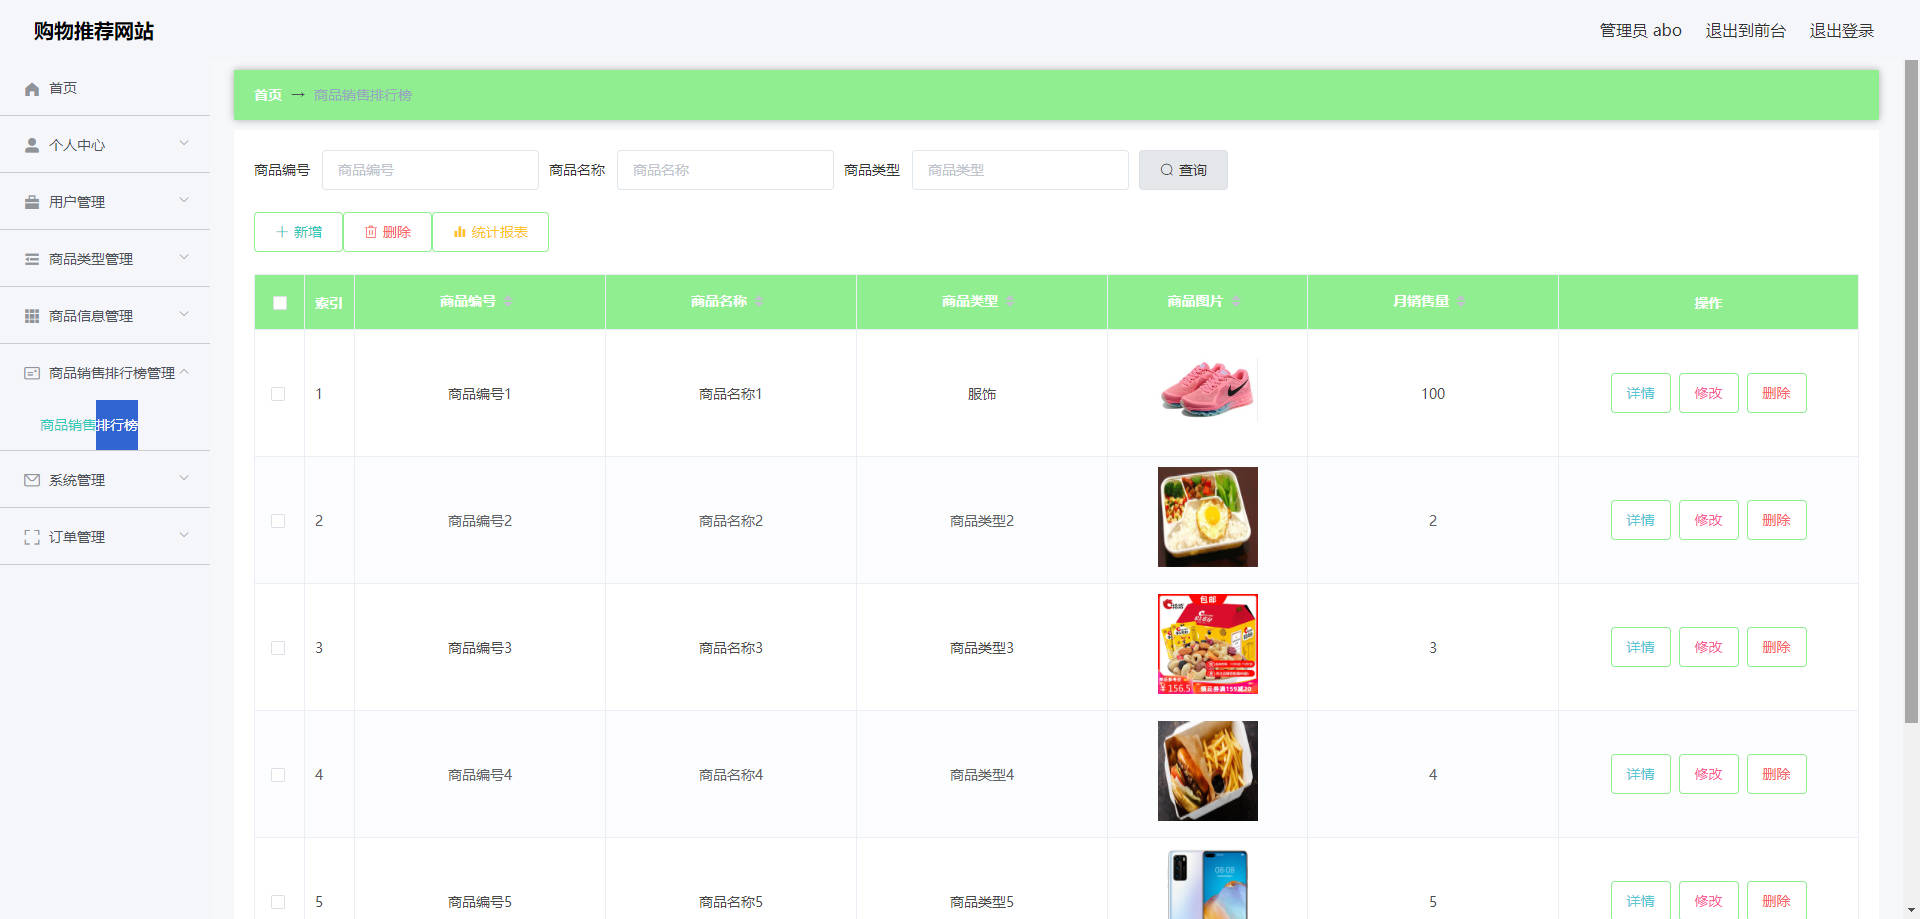 购物推荐网站
管理员 abo 退出到前台 退出登录
首页
个人中心
用户管理
商品类型管理
商品信息管理
商品销售排行榜管理
商品销售排行榜
系统管理
订单管理
首页 → 商品销售排行榜
商品编号 商品编号 商品名称 商品名称 商品类型 商品类型 查询
新增 删除 统计报表
索引 商品编号 商品名称 商品类型 商品图片 月销售量 操作
1 商品编号1 商品名称1 服饰 100 详情 修改 删除
2 商品编号2 商品名称2 商品类型2 2 详情 修改 删除
包邮
3 商品编号3 商品名称3 商品类型3 3 详情 修改 删除
¥156.5
4 商品编号4 商品名称4 商品类型4 4 详情 修改 删除
08:08
5 商品编号5 商品名称5 商品类型5 5 详情 修改 删除